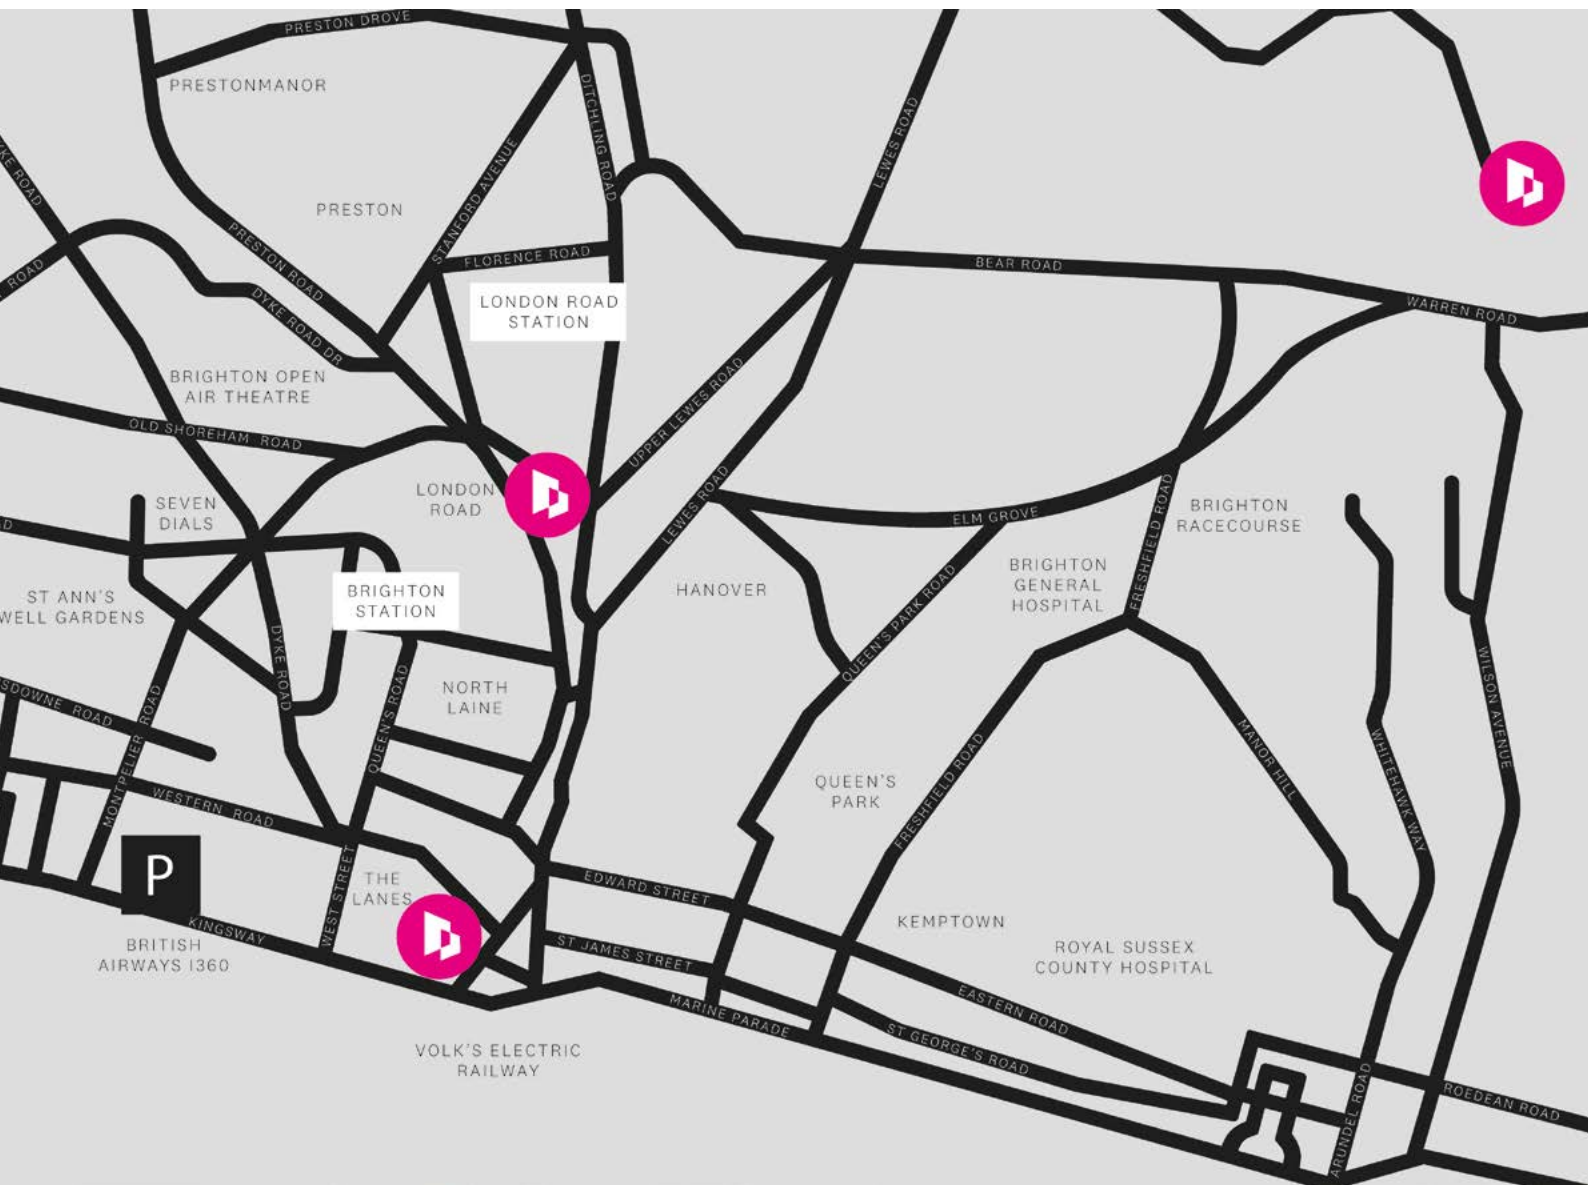 PRESTON DROVE
PRESTONMANOR
DITCHLING ROAD
LEWES ROAD
KE ROAD
STANFORD AVENUE
PRESTON
PRESTON ROAD
FLORENCE ROAD
BEAR ROAD
ROAD
DYKE ROAD DR
LONDON ROAD
STATION
WARREN ROAD
BRIGHTON OPEN
AIR THEATRE
UPPER LEWES ROAD
OLD SHOREHAM ROAD
LONDON
ROAD
LEWES ROAD
SEVEN
DIALS
ELM GROVE
FRESHFIELD ROAD
BRIGHTON
RACECOURSE
D
BRIGHTON
GENERAL
HOSPITAL
HANOVER
BRIGHTON
STATION
ST ANN'S
WELL GARDENS
QUEEN'S PARK ROAD
DYKE ROAD
WILSON AVENUE
SDOWNE ROAD
MONTPELIER ROAD
QUEEN'S ROAD
NORTH
LAINE
MANOR HILL
WHITEHAWK WAY
QUEEN'S
PARK
FRESHFIELD ROAD
WESTERN ROAD
P
THE
LANES
WEST STREET
EDWARD STREET
KINGSWAY
KEMPTOWN
BRITISH
AIRWAYS I360
ST JAMES STREET
ROYAL SUSSEX
COUNTY HOSPITAL
MARINE PARADE
EASTERN ROAD
ST GEORGE'S ROAD
VOLK'S ELECTRIC
RAILWAY
ARUNDEL ROAD
ROEDEAN ROAD